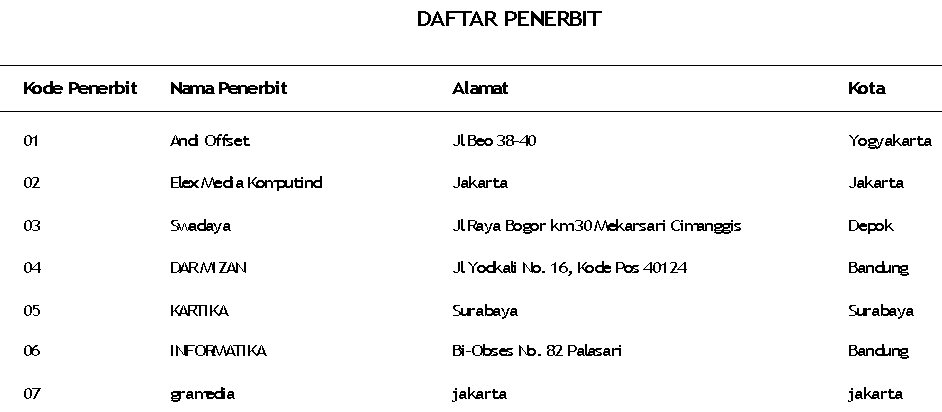 DAFTAR PENERBIT
Kode Penerbit Nama Penerbit Alamat Kota
01 Andi Offset Jl.Beo 38-40 Yogyakarta
02 Elex Media Komputind Jakarta Jakarta
03 Swadaya Jl.Raya Bogor km30 Mekarsari Cimanggis Depok
04 DAR MIZAN Jl. Yodkali No. 16, Kode Pos 40124 Bandung
05 KARTIKA Surabaya Surabaya
06 INFORMATIKA Bi-Obses No. 82 Palasari Bandung
07 gramedia jakarta jakarta